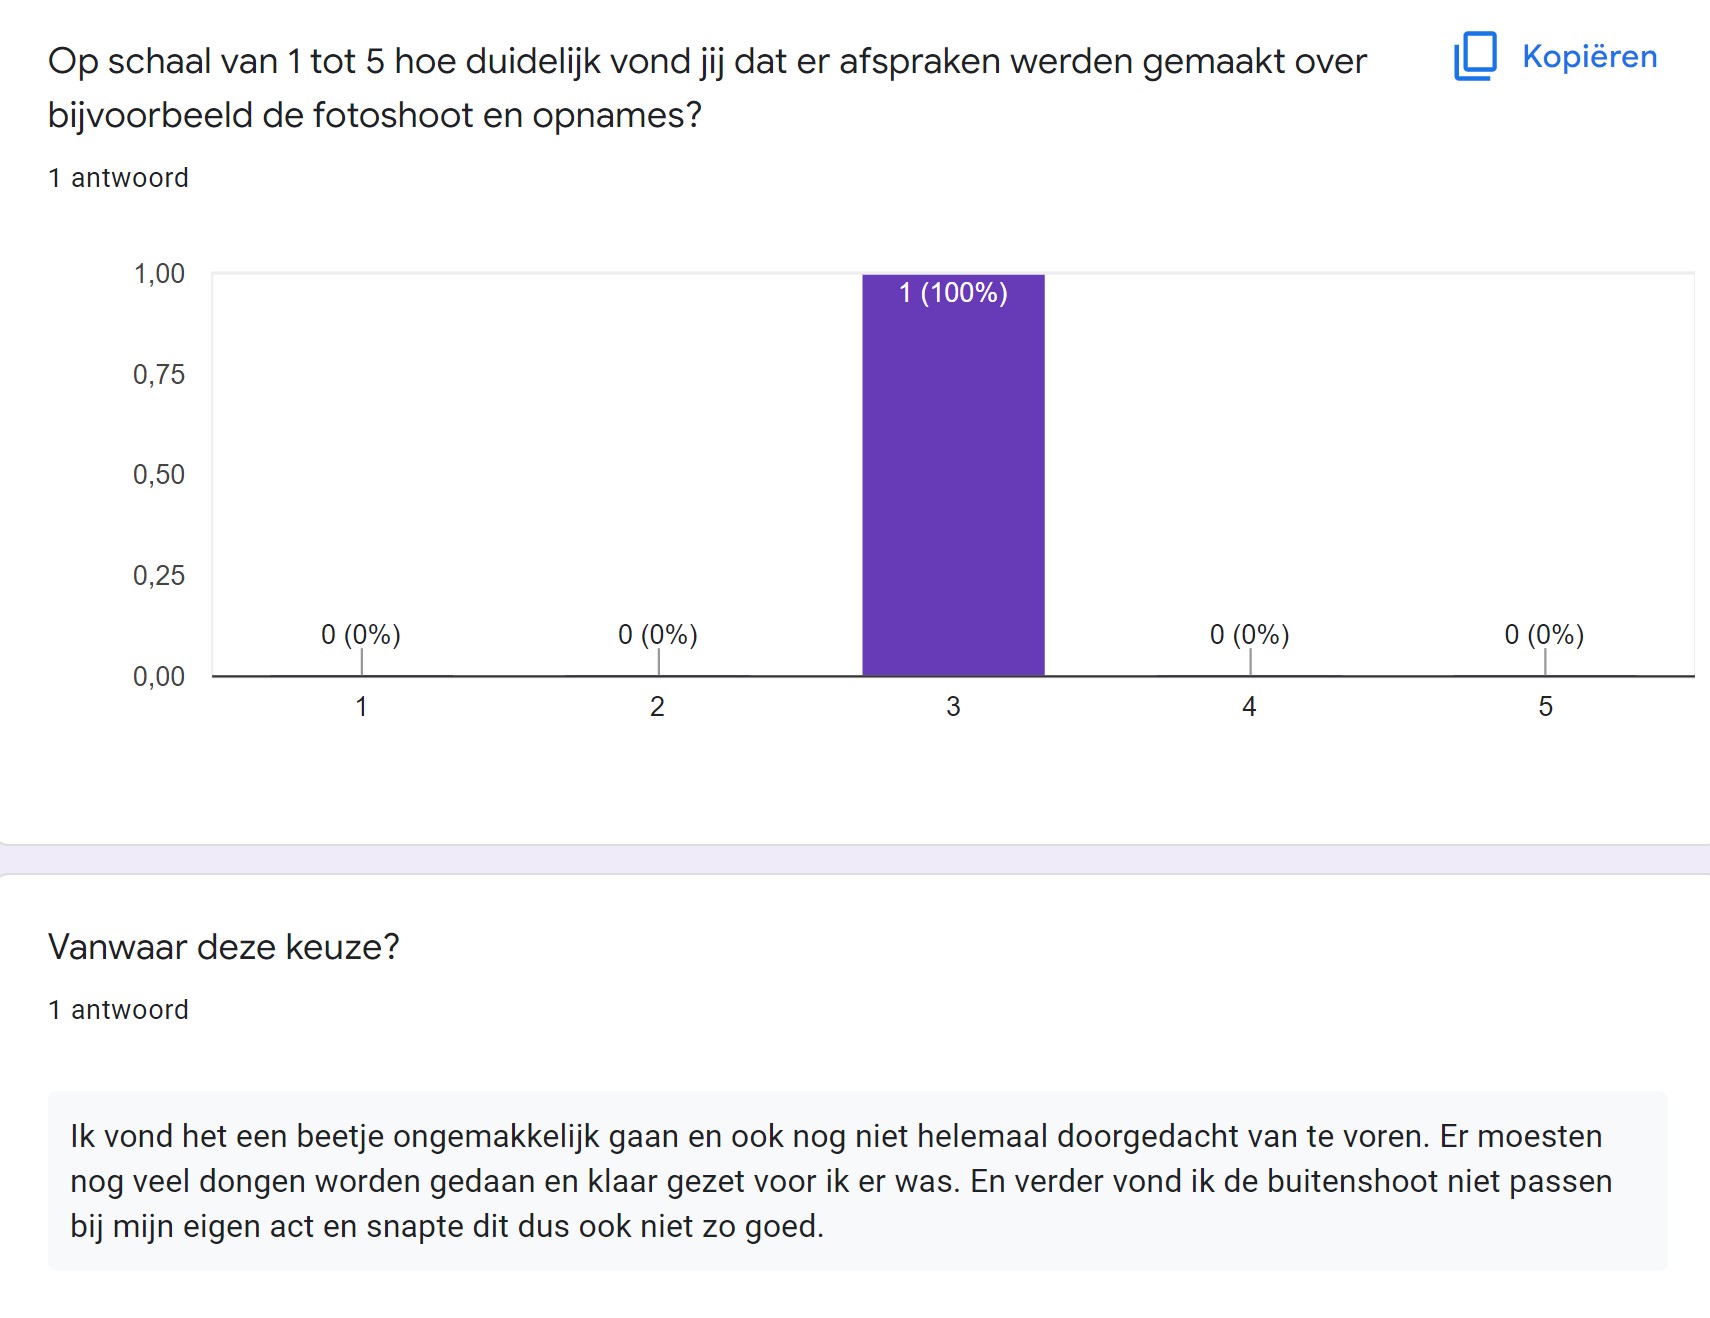 Op schaal van 1 tot 5 hoe duidelijk vond jij dat er afspraken werden gemaakt over
bijvoorbeeld de fotoshoot en opnames?
Kopiëren
1 antwoord
1,00
0,75
0,50
0,25
0,00
0 (0%)
0 (0%)
1 (100%)
0 (0%)
0 (0%)
1
2
3
4
5
Vanwaar deze keuze?
1 antwoord
Ik vond het een beetje ongemakkelijk gaan en ook nog niet helemaal doorgedacht van te voren. Er moesten
nog veel dongen worden gedaan en klaar gezet voor ik er was. En verder vond ik de buitenshoot niet passen
bij mijn eigen act en snapte dit dus ook niet zo goed.